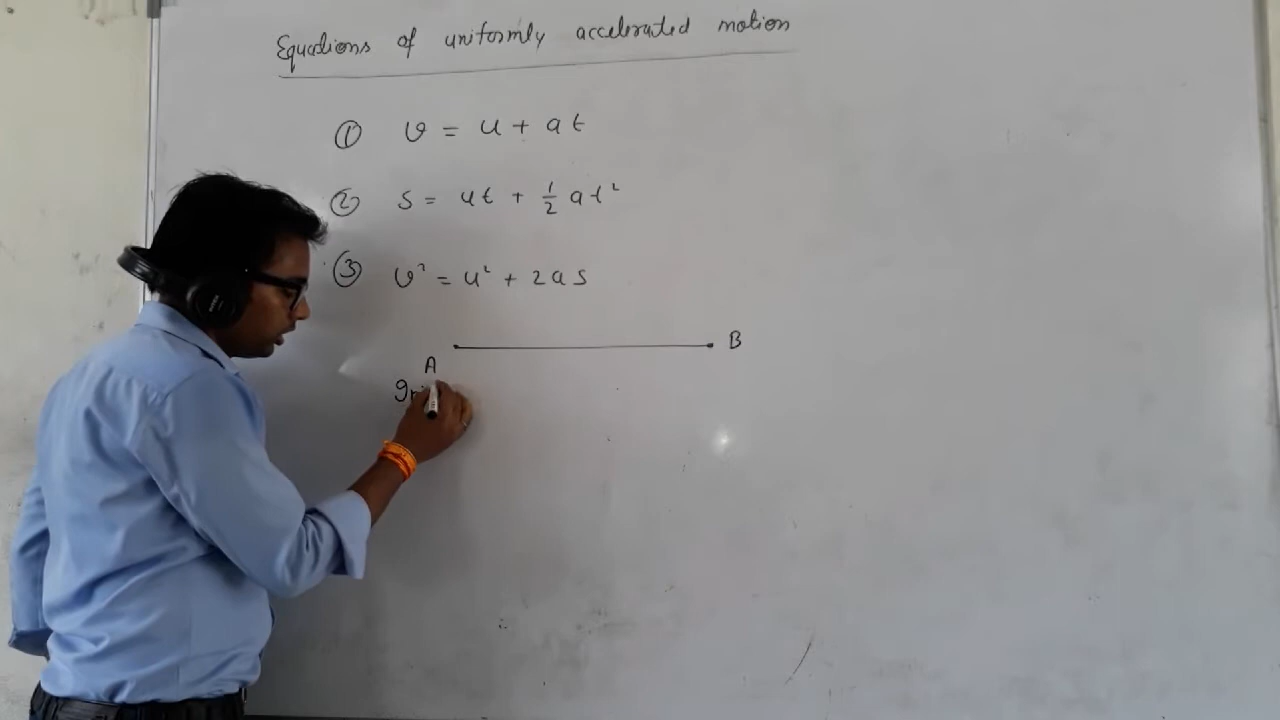 Equations of uniformly accelerated motion
① v = u + at
② s = ut + ½ at²
③ v² = u² + 2as
B
A